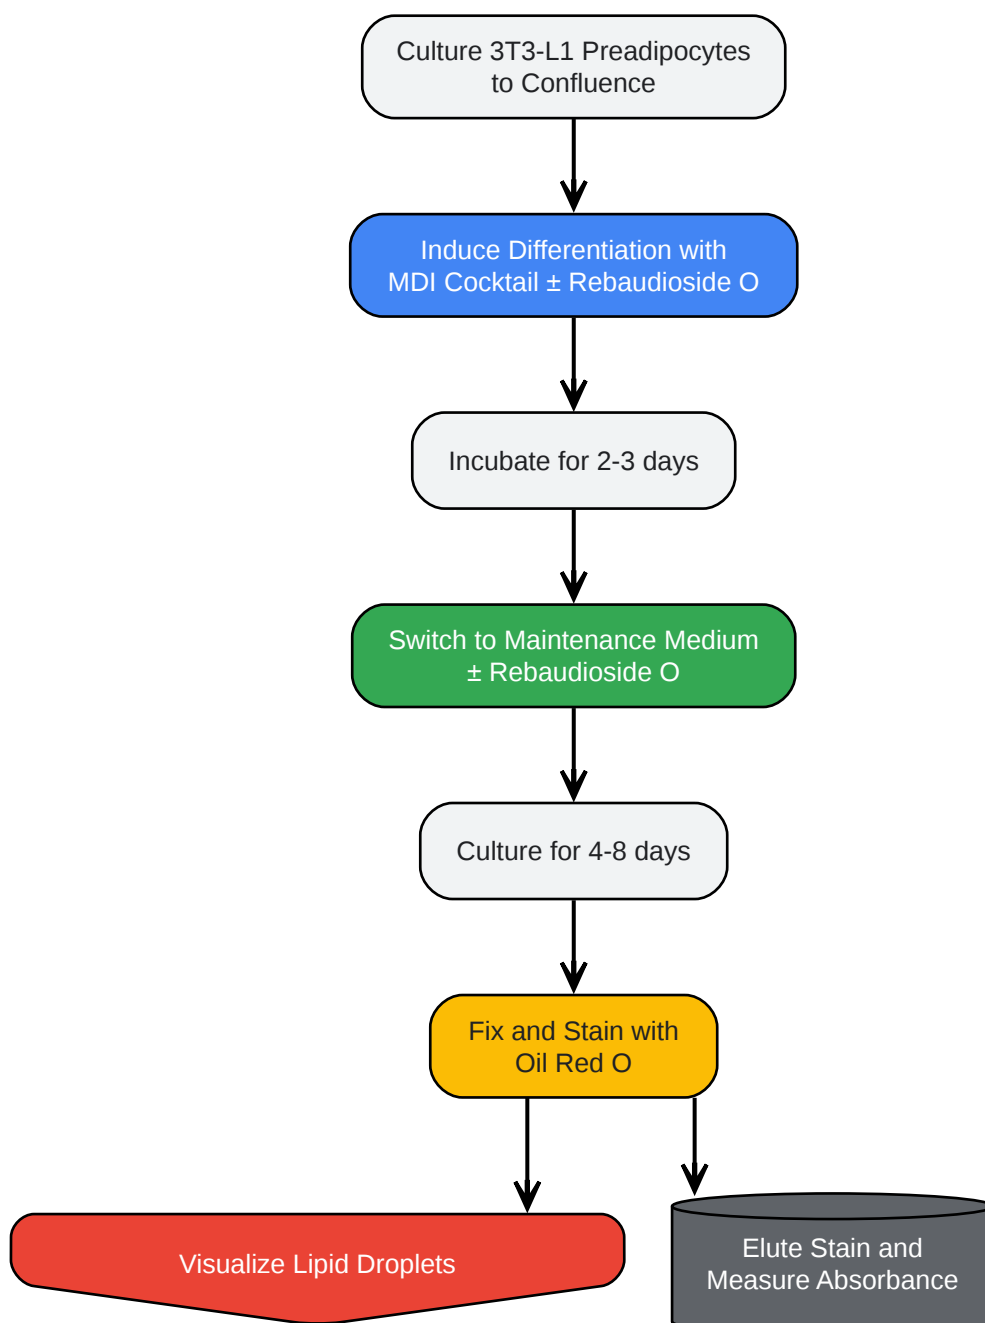 Culture 3T3-L1 Preadipocytes
to Confluence
Induce Differentiation with
MDI Cocktail ± Rebaudioside O
Incubate for 2-3 days
Switch to Maintenance Medium
± Rebaudioside O
Culture for 4-8 days
Fix and Stain with
Oil Red O
Visualize Lipid Droplets
Elute Stain and
Measure Absorbance